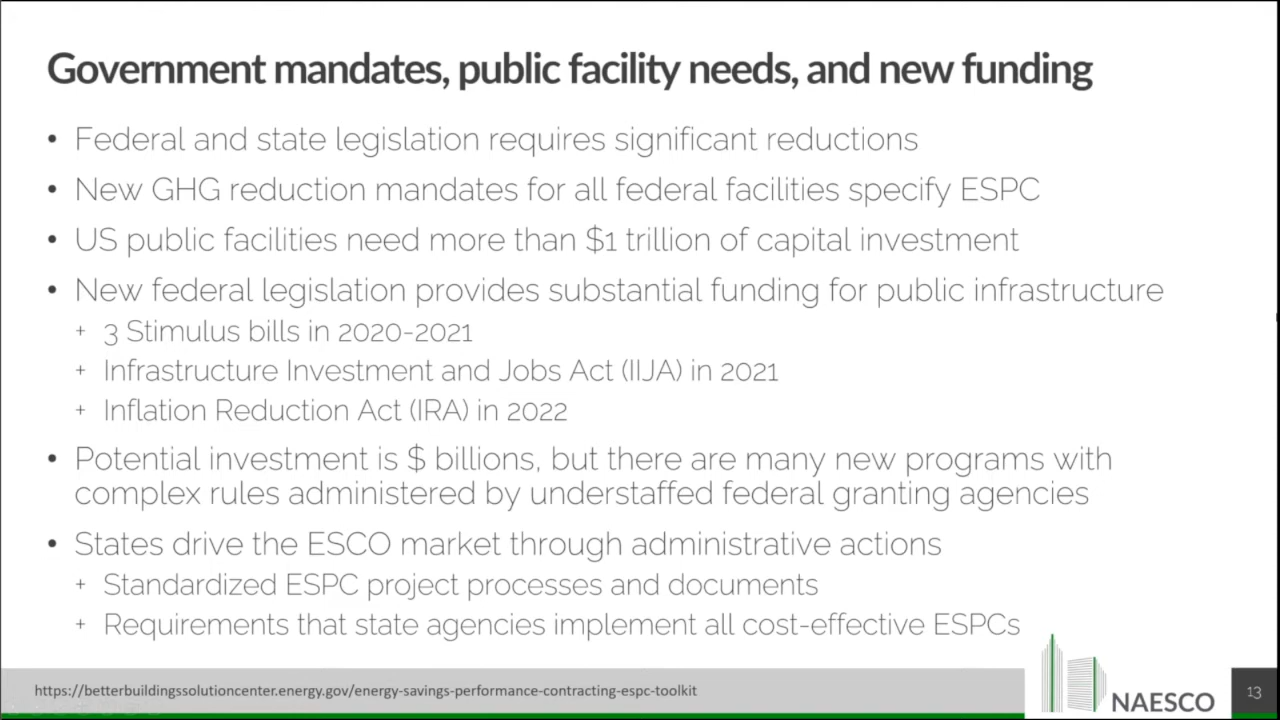 Government mandates, public facility needs, and new funding
• Federal and state legislation requires significant reductions
• New GHG reduction mandates for all federal facilities specify ESPC
• US public facilities need more than $1 trillion of capital investment
• New federal legislation provides substantial funding for public infrastructure
+ 3 Stimulus bills in 2020-2021
+ Infrastructure Investment and Jobs Act (IIJA) in 2021
+ Inflation Reduction Act (IRA) in 2022
• Potential investment is $ billions, but there are many new programs with
complex rules administered by understaffed federal granting agencies
• States drive the ESCO market through administrative actions
+ Standardized ESPC project processes and documents
+ Requirements that state agencies implement all cost-effective ESPCs
https://betterbuildingssolutioncenter.energy.gov/energy-savings-performance-contracting-espc-toolkit
NAESCO
13